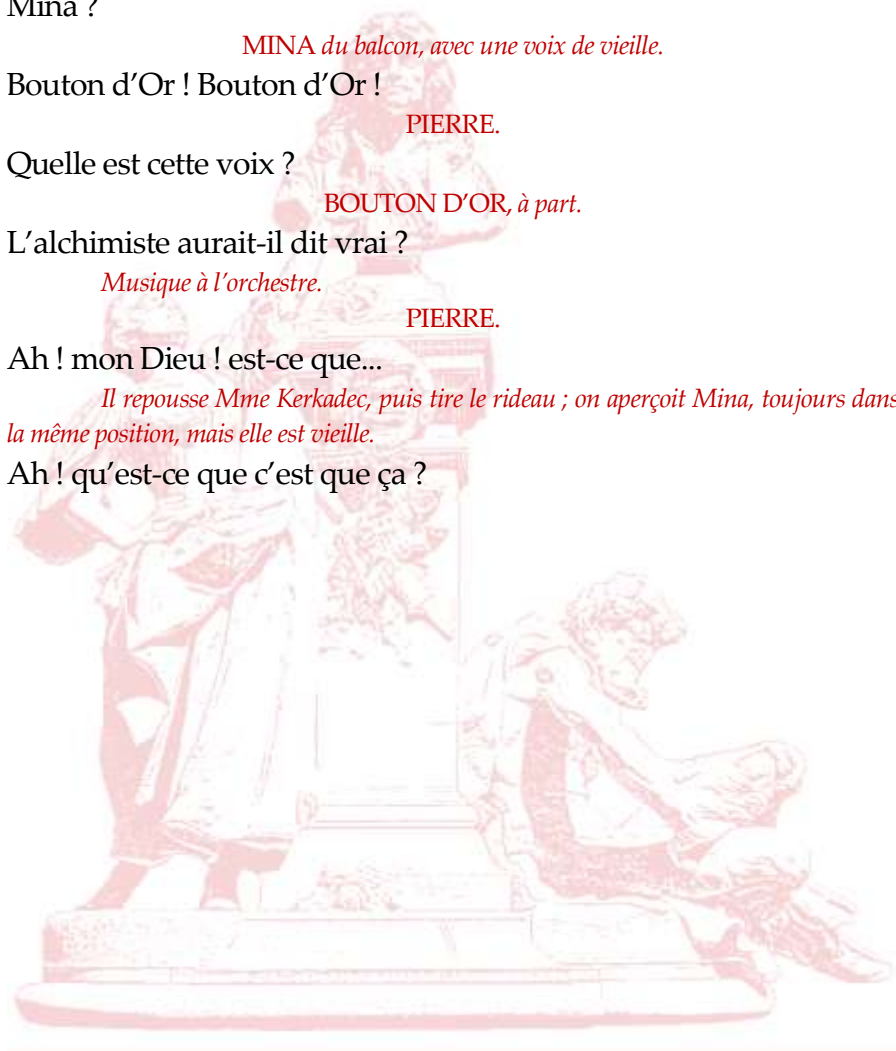 Mina ?
MINA du balcon, avec une voix de vieille.
Bouton d’Or ! Bouton d’Or !
PIERRE.
Quelle est cette voix ?
BOUTON D’OR, à part.
L’alchimiste aurait-il dit vrai ?
Musique à l’orchestre.
PIERRE.
Ah ! mon Dieu ! est-ce que...
Il repousse Mme Kerkadec, puis tire le rideau ; on aperçoit Mina, toujours dans
la même position, mais elle est vieille.
Ah ! qu’est-ce que c’est que ça ?